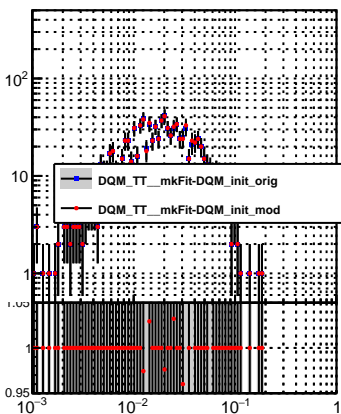 10²
10
DQM_TT__mkFit-DQM_init_orig
DQM_TT__mkFit-DQM_init_mod
1
1.05
1
0.95
10⁻³ 10⁻² 10⁻¹ 1